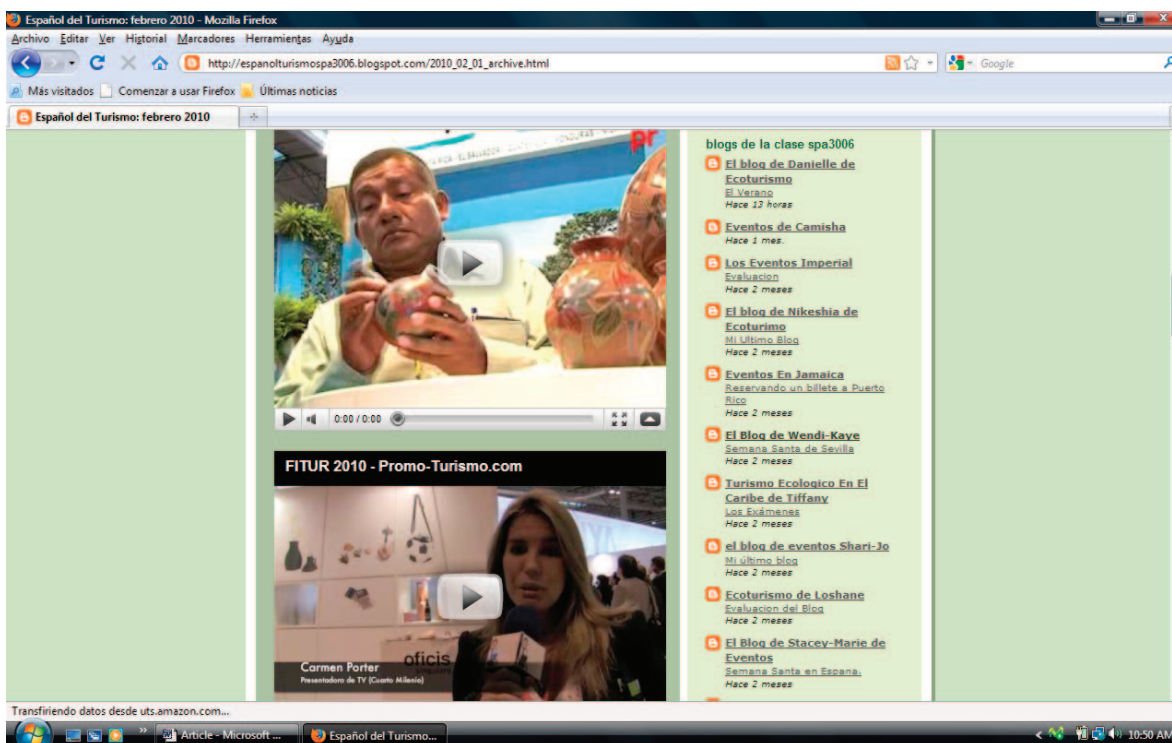 Español del Turismo: febrero 2010 - Mozilla Firefox
Archivo Editar Ver Historial Marcadores Herramientas Ayuda
http://espanolturismospa3006.blogspot.com/2010_02_01_archive.html
Google
Más visitados Comenzar a usar Firefox Últimas noticias
Español del Turismo: febrero 2010
pr
EL SALVADOR
HONDURAS
0:00 / 0:00
FITUR 2010 - Promo-Turismo.com
oficis
Carmen Porter
Presentadora de TV (Cuarto Milenio)
blogs de la clase spa3006
El blog de Danielle de
Ecoturismo
El Verano
Hace 13 horas
Eventos de Camisha
Hace 1 mes.
Los Eventos Imperial
Evaluacion
Hace 2 meses
El blog de Nikeshia de
Ecoturimo
Mi Ultimo Blog
Hace 2 meses
Eventos En Jamaica
Reservando un billete a Puerto
Rico
Hace 2 meses
El Blog de Wendi-Kaye
Semana Santa de Sevilla
Hace 2 meses
Turismo Ecologico En El
Caribe de Tiffany
Los Exámenes
Hace 2 meses
el blog de eventos Shari-Jo
Mi último blog
Hace 2 meses
Ecoturismo de Loshane
Evaluacion del Blog
Hace 2 meses
El Blog de Stacey-Marie de
Eventos
Semana Santa en Espana.
Hace 2 meses
Transfiriendo datos desde uts.amazon.com...
Article - Microsoft ...
Español del Turismo...
10:50 AM